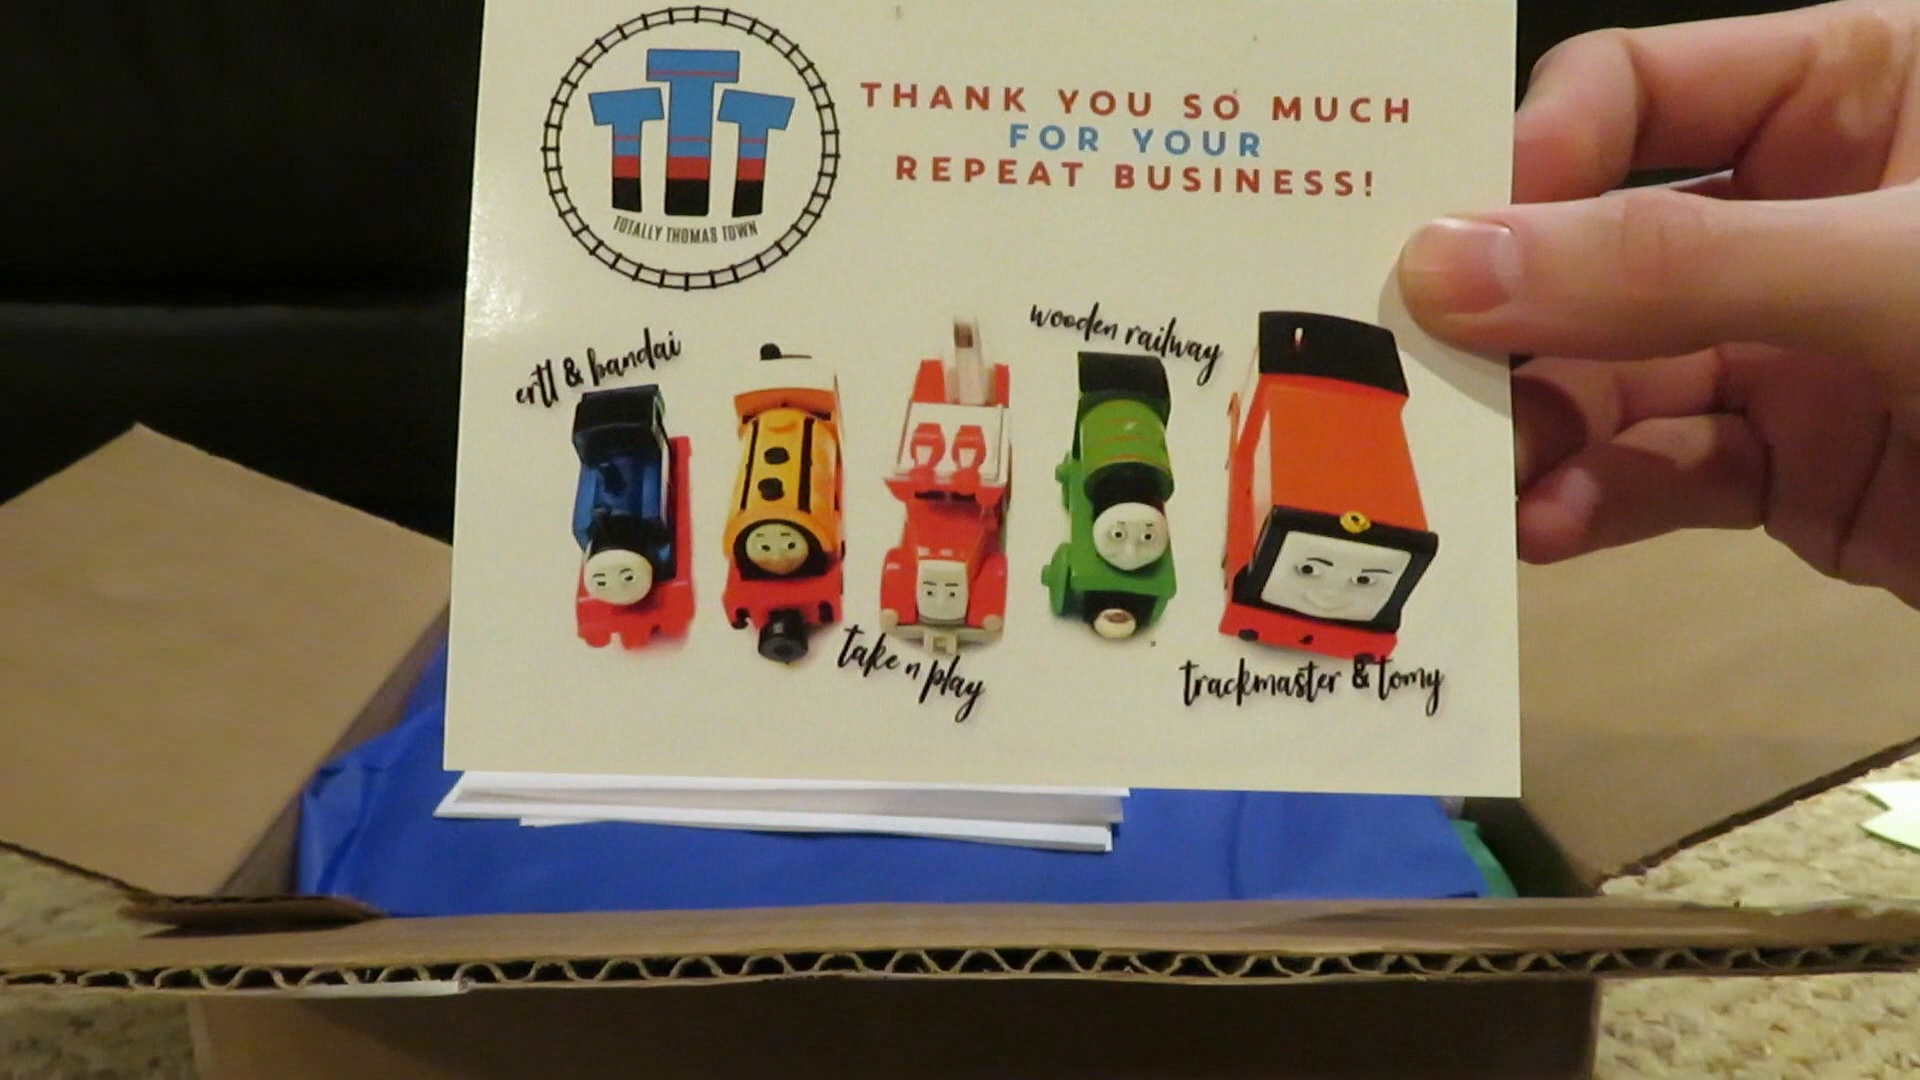 TOTALLY THOMAS TOWN
THANK YOU SO MUCH
FOR YOUR
REPEAT BUSINESS!
ertl & bandai
wooden railway
take n play
trackmaster & tomy